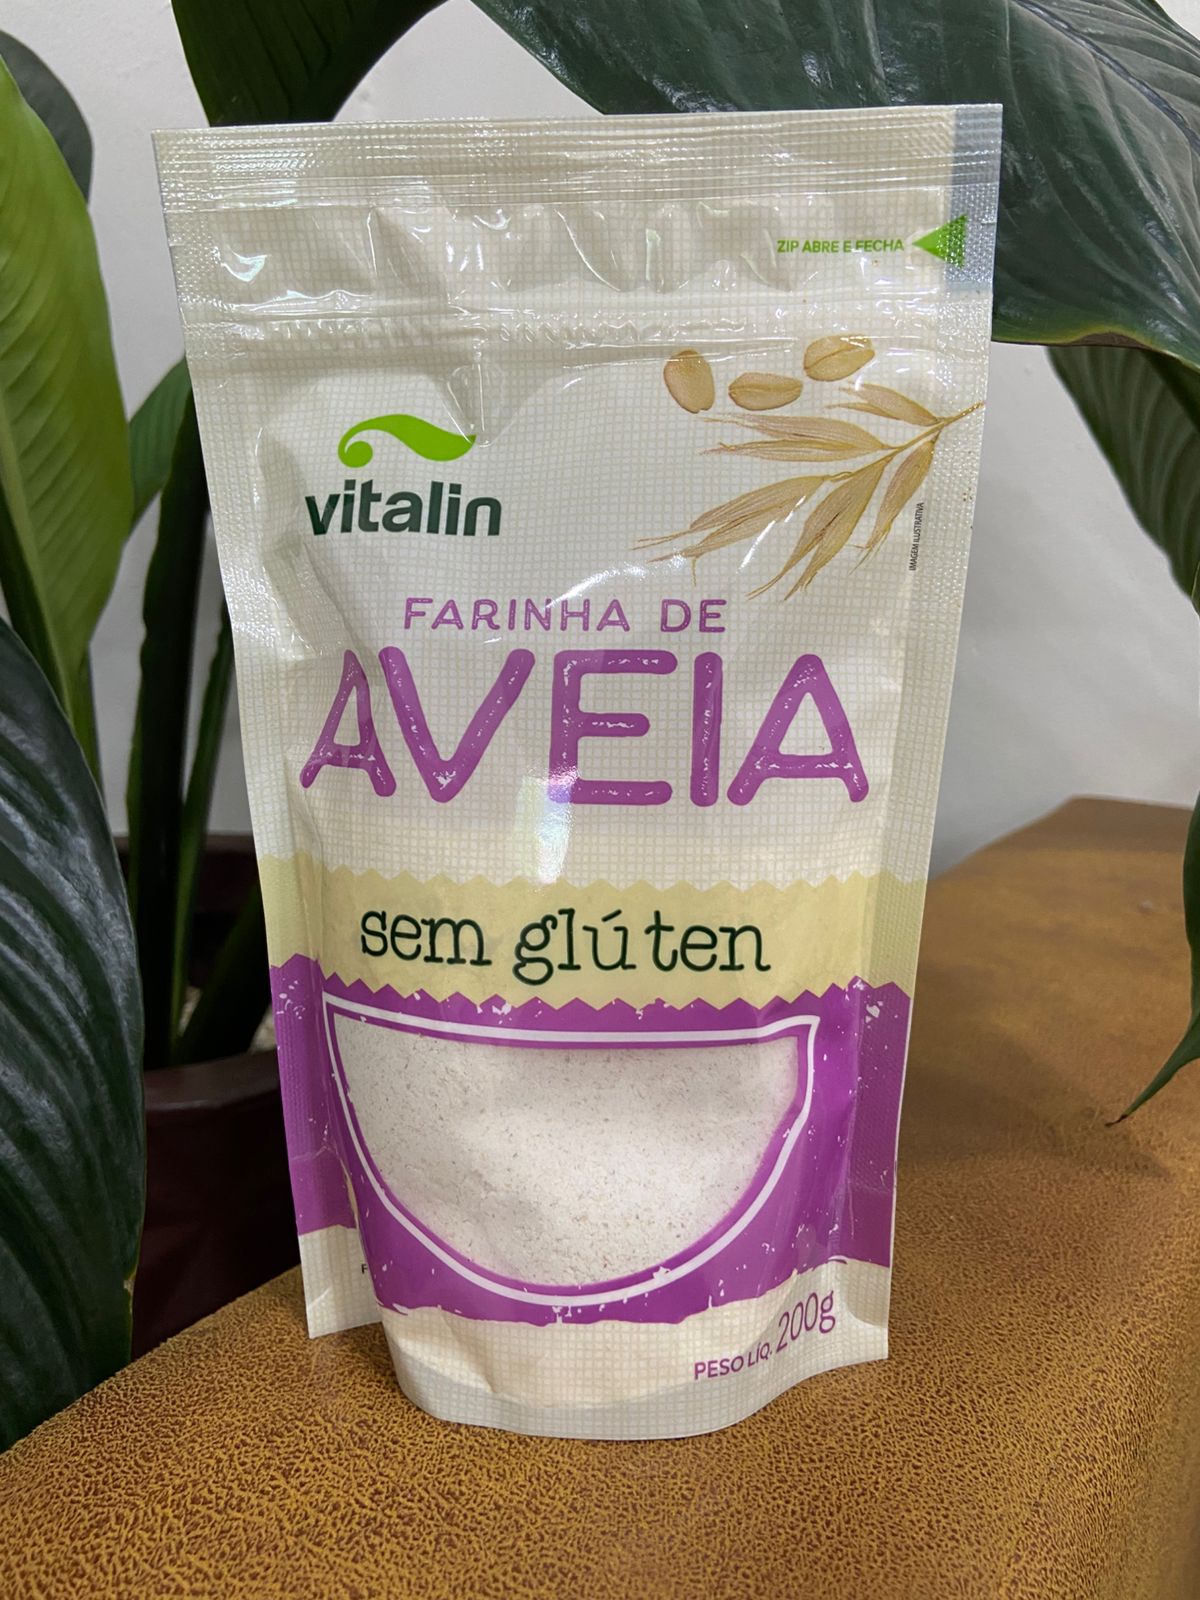 ZIP ABRE E FECHA
vitalin
IMAGEM ILUSTRATIVA
FARINHA DE
AVEIA
sem glúten
PESO LÍQ. 200g